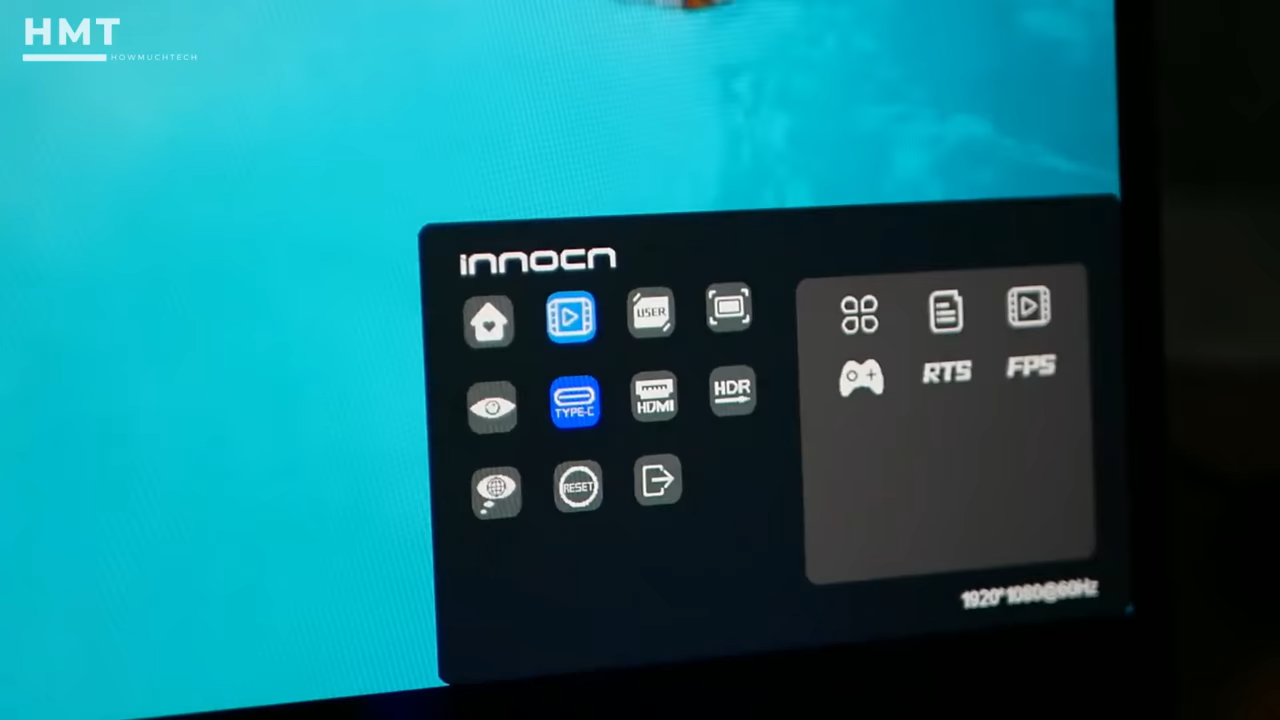 HMT
HOWMUCHTECH
innocn
USER
TYPE-C
HDMI
HDR
RTS
FPS
RESET
1920*1080@60Hz